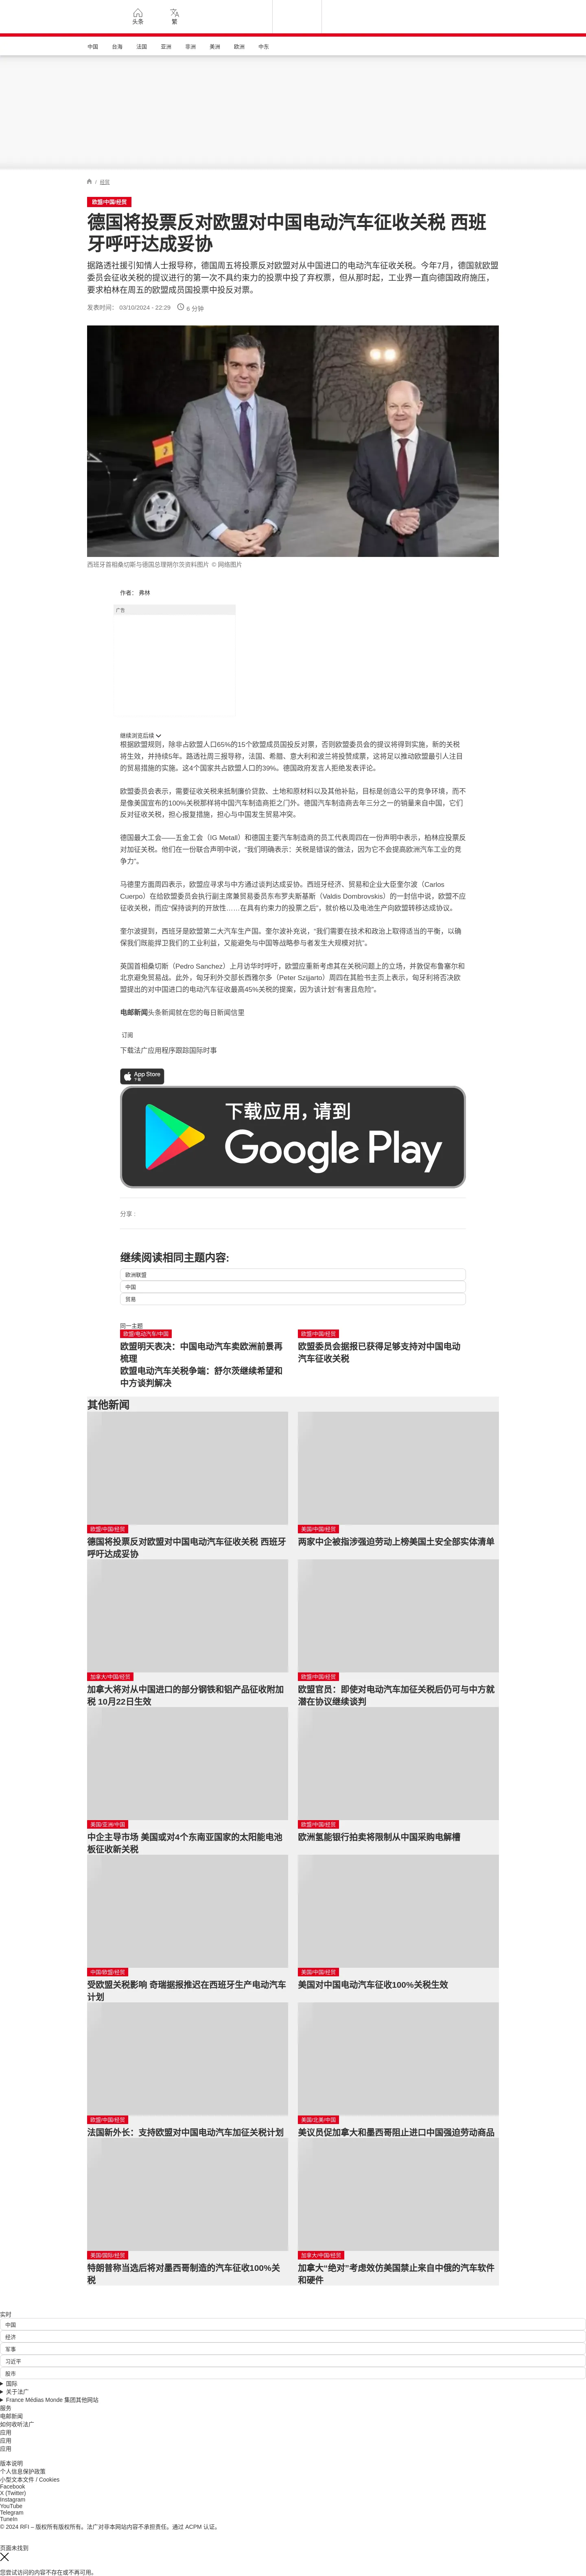 头条
繁
中国
台海
法国
亚洲
非洲
美洲
欧洲
中东
/ 经贸
欧盟/中国/经贸
德国将投票反对欧盟对中国电动汽车征收关税 西班
牙呼吁达成妥协
据路透社援引知情人士报导称，德国周五将投票反对欧盟对从中国进口的电动汽车征收关税。今年7月，德国就欧盟
委员会征收关税的提议进行的第一次不具约束力的投票中投了弃权票，但从那时起，工业界一直向德国政府施压，
要求柏林在周五的欧盟成员国投票中投反对票。
发表时间： 03/10/2024 - 22:29
6 分钟
西班牙首相桑切斯与德国总理朔尔茨资料图片 © 网络图片
作者： 弗林
广告
继续浏览后续
根据欧盟规则，除非占欧盟人口65%的15个欧盟成员国投反对票，否则欧盟委员会的提议将得到实施，新的关税
将生效，并持续5年。路透社周三报导称，法国、希腊、意大利和波兰将投赞成票，这将足以推动欧盟最引人注目
的贸易措施的实施。这4个国家共占欧盟人口的39%。德国政府发言人拒绝发表评论。
欧盟委员会表示，需要征收关税来抵制廉价贷款、土地和原材料以及其他补贴，目标是创造公平的竞争环境，而不
是像美国宣布的100%关税那样将中国汽车制造商拒之门外。德国汽车制造商去年三分之一的销量来自中国，它们
反对征收关税，担心报复措施，担心与中国发生贸易冲突。
德国最大工会——五金工会（IG Metall）和德国主要汽车制造商的员工代表周四在一份声明中表示，柏林应投票反
对加征关税。他们在一份联合声明中说，“我们明确表示：关税是错误的做法，因为它不会提高欧洲汽车工业的竞
争力”。
马德里方面周四表示，欧盟应寻求与中方通过谈判达成妥协。西班牙经济、贸易和企业大臣奎尔波（Carlos
Cuerpo）在给欧盟委员会执行副主席兼贸易委员东布罗夫斯基斯（Valdis Dombrovskis）的一封信中说，欧盟不应
征收关税，而应“保持谈判的开放性……在具有约束力的投票之后”，就价格以及电池生产向欧盟转移达成协议。
奎尔波提到，西班牙是欧盟第二大汽车生产国。奎尔波补充说，“我们需要在技术和政治上取得适当的平衡，以确
保我们既能捍卫我们的工业利益，又能避免与中国等战略参与者发生大规模对抗”。
英国首相桑切斯（Pedro Sanchez）上月访华时呼吁，欧盟应重新考虑其在关税问题上的立场，并敦促布鲁塞尔和
北京避免贸易战。此外，匈牙利外交部长西雅尔多（Peter Szijjarto）周四在其脸书主页上表示，匈牙利将否决欧
盟提出的对中国进口的电动汽车征收最高45%关税的提案，因为该计划“有害且危险”。
电邮新闻头条新闻就在您的每日新闻信里
订阅
下载法广应用程序跟踪国际时事
App Store
下载
下载应用，请到
Google Play
分享 :
继续阅读相同主题内容:
欧洲联盟
中国
贸易
同一主题
欧盟/电动汽车/中国
欧盟明天表决：中国电动汽车卖欧洲前景再
梳理
欧盟电动汽车关税争端：舒尔茨继续希望和
中方谈判解决
欧盟/中国/经贸
欧盟委员会据报已获得足够支持对中国电动
汽车征收关税
其他新闻
欧盟/中国/经贸
德国将投票反对欧盟对中国电动汽车征收关税 西班牙
呼吁达成妥协
美国/中国/经贸
两家中企被指涉强迫劳动上榜美国土安全部实体清单
加拿大/中国/经贸
加拿大将对从中国进口的部分钢铁和铝产品征收附加
税 10月22日生效
欧盟/中国/经贸
欧盟官员：即使对电动汽车加征关税后仍可与中方就
潜在协议继续谈判
美国/亚洲/中国
中企主导市场 美国或对4个东南亚国家的太阳能电池
板征收新关税
欧盟/中国/经贸
欧洲氢能银行拍卖将限制从中国采购电解槽
中国/欧盟/经贸
受欧盟关税影响 奇瑞据报推迟在西班牙生产电动汽车
计划
美国/中国/经贸
美国对中国电动汽车征收100%关税生效
欧盟/中国/经贸
法国新外长：支持欧盟对中国电动汽车加征关税计划
美国/北美/中国
美议员促加拿大和墨西哥阻止进口中国强迫劳动商品
美国/国际/经贸
特朗普称当选后将对墨西哥制造的汽车征收100%关
税
加拿大/中国/经贸
加拿大“绝对”考虑效仿美国禁止来自中俄的汽车软件
和硬件
实时
中国
经济
军事
习近平
股市
国际
关于法广
France Médias Monde 集团其他网站
服务
电邮新闻
如何收听法广
应用
应用
应用
版本说明
个人信息保护政策
小型文本文件 / Cookies
Facebook
X (Twitter)
Instagram
YouTube
Telegram
TuneIn
© 2024 RFI – 版权所有版权所有。法广对非本网站内容不承担责任。通过 ACPM 认证。
页面未找到
您尝试访问的内容不存在或不再可用。